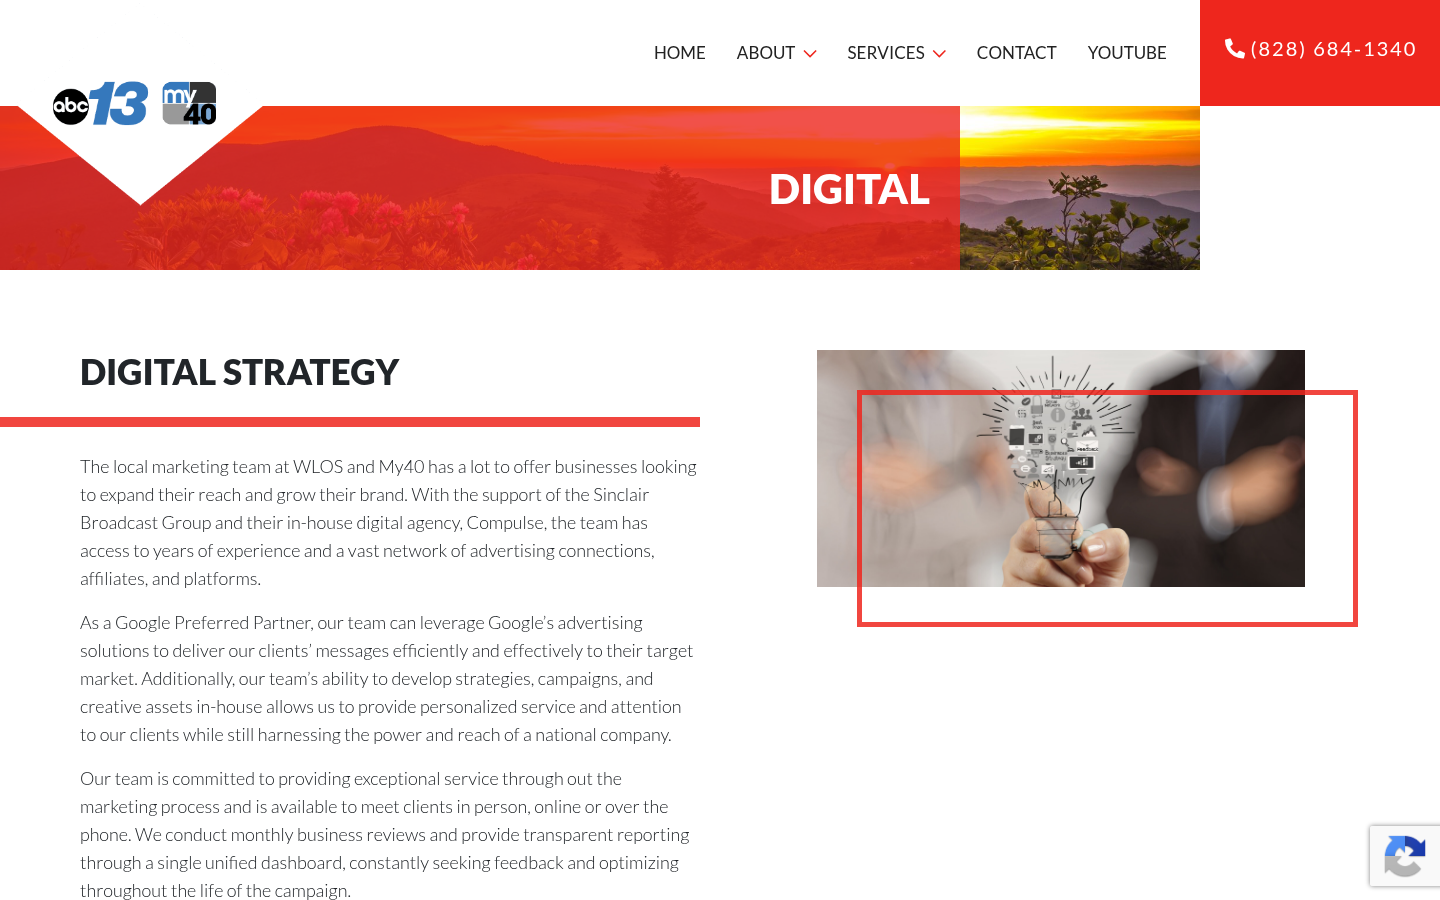 HOME ABOUT SERVICES CONTACT YOUTUBE
(828) 684-1340
abc 13 my 40
DIGITAL
DIGITAL STRATEGY
The local marketing team at WLOS and My40 has a lot to offer businesses looking
to expand their reach and grow their brand. With the support of the Sinclair
Broadcast Group and their in-house digital agency, Compulse, the team has
access to years of experience and a vast network of advertising connections,
affiliates, and platforms.
As a Google Preferred Partner, our team can leverage Google’s advertising
solutions to deliver our clients’ messages efficiently and effectively to their target
market. Additionally, our team’s ability to develop strategies, campaigns, and
creative assets in-house allows us to provide personalized service and attention
to our clients while still harnessing the power and reach of a national company.
Our team is committed to providing exceptional service through out the
marketing process and is available to meet clients in person, online or over the
phone. We conduct monthly business reviews and provide transparent reporting
through a single unified dashboard, constantly seeking feedback and optimizing
throughout the life of the campaign.